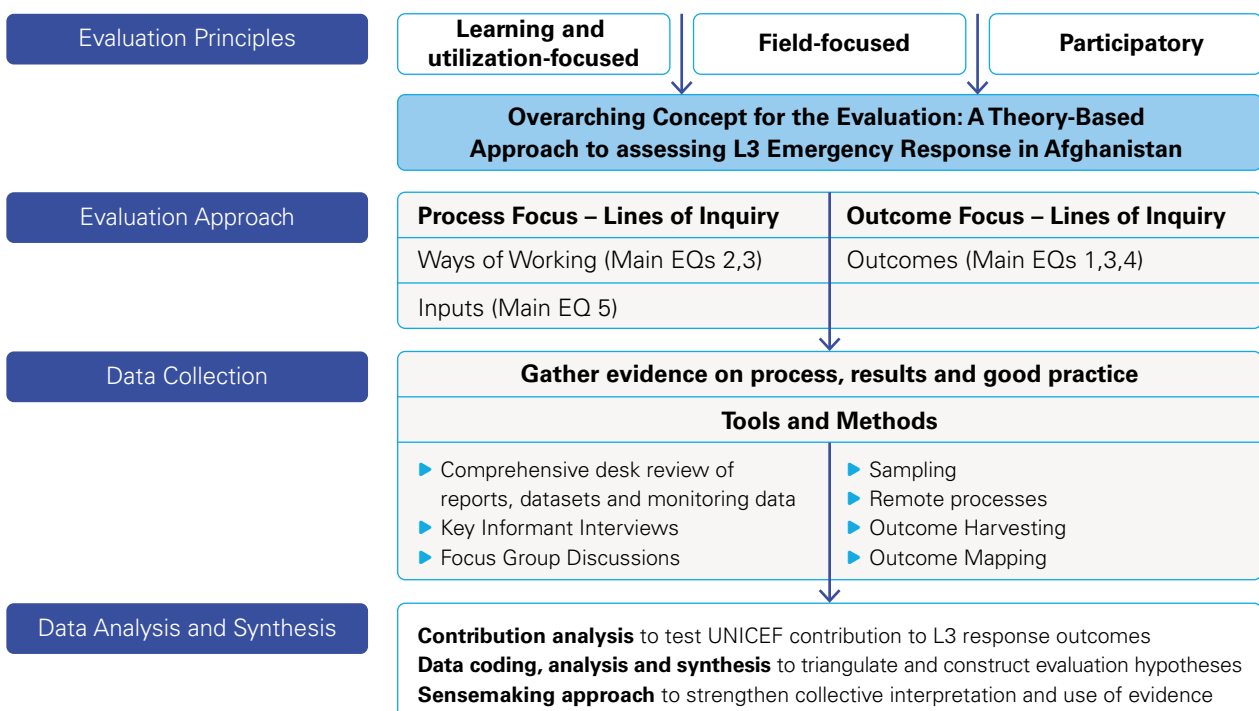 Evaluation Principles
Learning and
utilization-focused
Field-focused
Participatory
Overarching Concept for the Evaluation: A Theory-Based
Approach to assessing L3 Emergency Response in Afghanistan
Evaluation Approach
Process Focus – Lines of Inquiry
Outcome Focus – Lines of Inquiry
Ways of Working (Main EQs 2,3)
Outcomes (Main EQs 1,3,4)
Inputs (Main EQ 5)
Data Collection
Gather evidence on process, results and good practice
Tools and Methods
Comprehensive desk review of
reports, datasets and monitoring data
Key Informant Interviews
Focus Group Discussions
Sampling
Remote processes
Outcome Harvesting
Outcome Mapping
Data Analysis and Synthesis
Contribution analysis to test UNICEF contribution to L3 response outcomes
Data coding, analysis and synthesis to triangulate and construct evaluation hypotheses
Sensemaking approach to strengthen collective interpretation and use of evidence